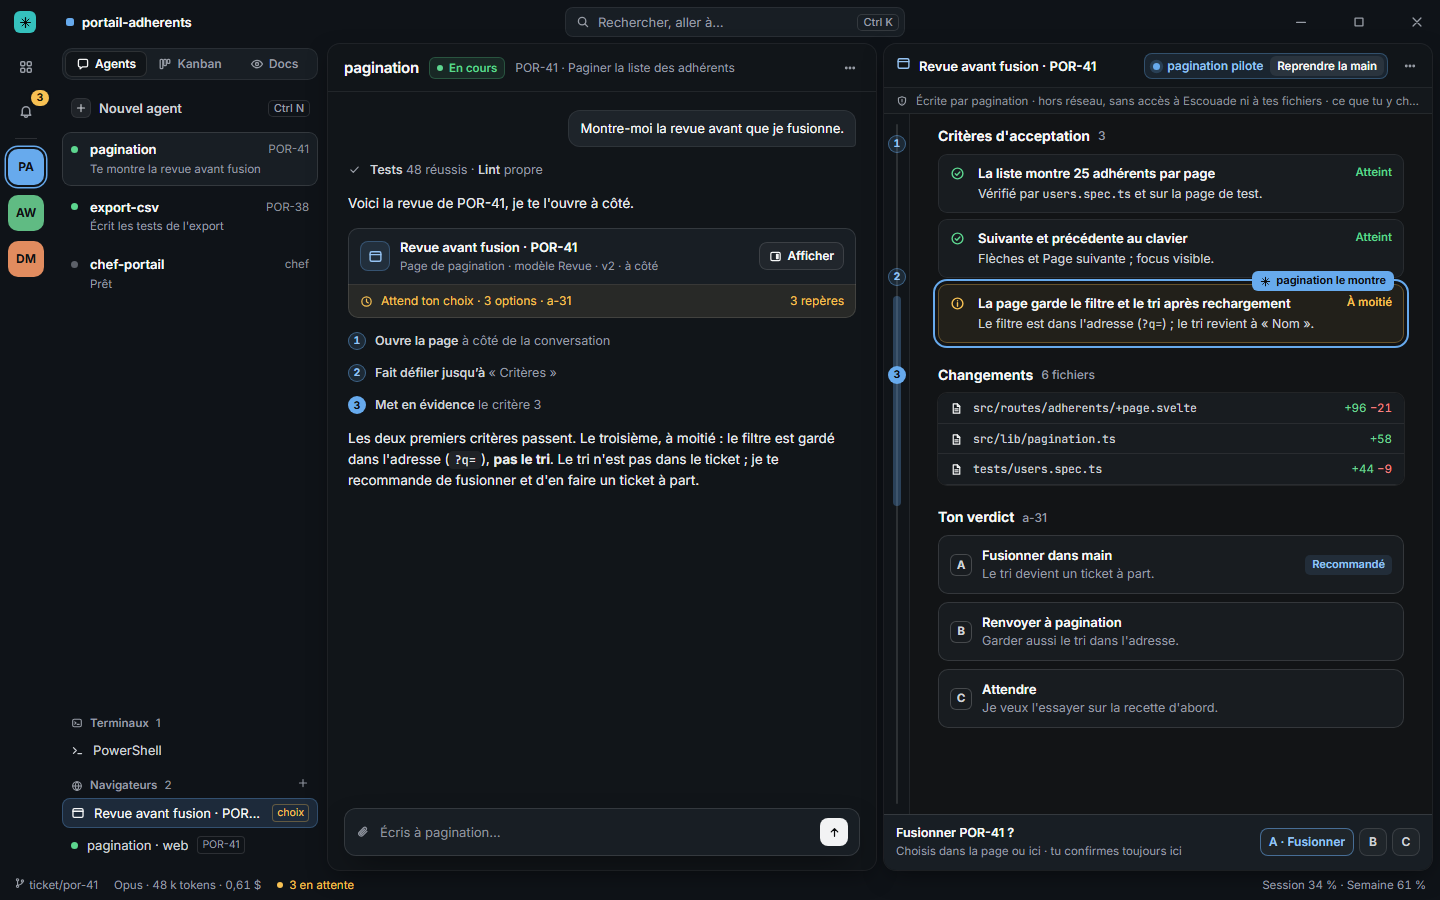 portail-adherents
Rechercher, aller à...
Ctrl K
3
PA
AW
DM
Agents
Kanban
Docs
Nouvel agent
Ctrl N
pagination
POR-41
Te montre la revue avant fusion
export-csv
POR-38
Écrit les tests de l'export
chef-portail
chef
Prêt
Terminaux 1
PowerShell
Navigateurs 2
Revue avant fusion · POR...
choix
pagination · web
POR-41
pagination
En cours
POR-41 · Paginer la liste des adhérents
Montre-moi la revue avant que je fusionne.
Tests 48 réussis · Lint propre
Voici la revue de POR-41, je te l'ouvre à côté.
Revue avant fusion · POR-41
Page de pagination · modèle Revue · v2 · à côté
Afficher
Attend ton choix · 3 options · a-31
3 repères
1 Ouvre la page à côté de la conversation
2 Fait défiler jusqu'à « Critères »
3 Met en évidence le critère 3
Les deux premiers critères passent. Le troisième, à moitié : le filtre est gardé
dans l'adresse ( ?q= ), pas le tri. Le tri n'est pas dans le ticket ; je te
recommande de fusionner et d'en faire un ticket à part.
Écris à pagination...
Revue avant fusion · POR-41
pagination pilote
Reprendre la main
Écrite par pagination · hors réseau, sans accès à Escouade ni à tes fichiers · ce que tu y ch...
1
2
3
Critères d'acceptation 3
La liste montre 25 adhérents par page
Atteint
Vérifié par users.spec.ts et sur la page de test.
Suivante et précédente au clavier
Atteint
Flèches et Page suivante ; focus visible.
pagination le montre
La page garde le filtre et le tri après rechargement
À moitié
Le filtre est dans l'adresse (?q=) ; le tri revient à « Nom ».
Changements 6 fichiers
src/routes/adherents/+page.svelte
+96 −21
src/lib/pagination.ts
+58
tests/users.spec.ts
+44 −9
Ton verdict a-31
A
Fusionner dans main
Le tri devient un ticket à part.
Recommandé
B
Renvoyer à pagination
Garder aussi le tri dans l'adresse.
C
Attendre
Je veux l'essayer sur la recette d'abord.
Fusionner POR-41 ?
Choisis dans la page ou ici · tu confirmes toujours ici
A · Fusionner
B
C
ticket/por-41
Opus · 48 k tokens · 0,61 $
3 en attente
Session 34 % · Semaine 61 %